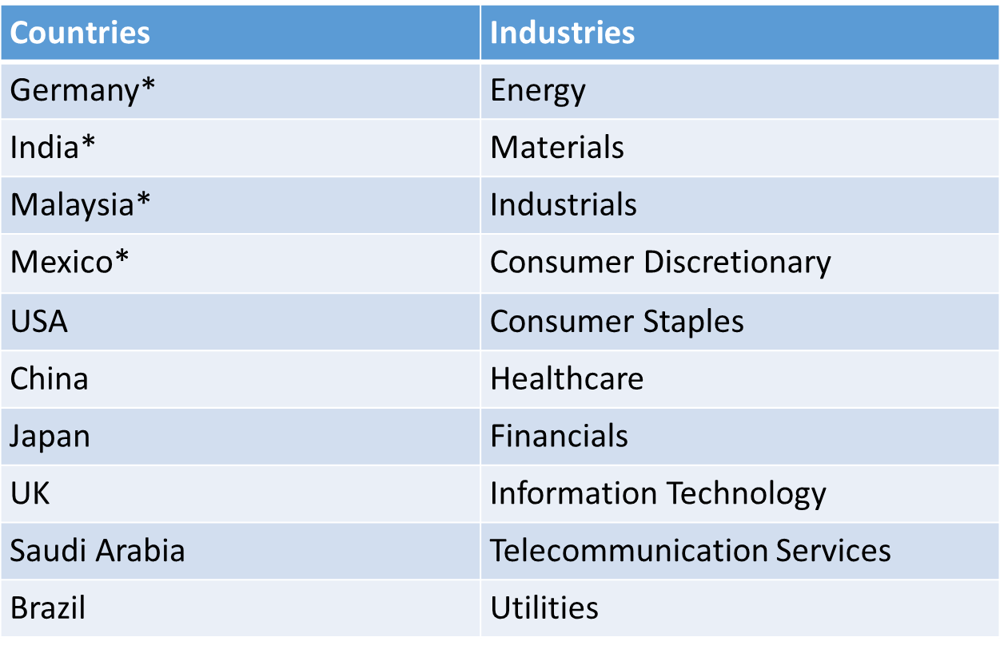 Countries Industries
Germany* Energy
India* Materials
Malaysia* Industrials
Mexico* Consumer Discretionary
USA Consumer Staples
China Healthcare
Japan Financials
UK Information Technology
Saudi Arabia Telecommunication Services
Brazil Utilities